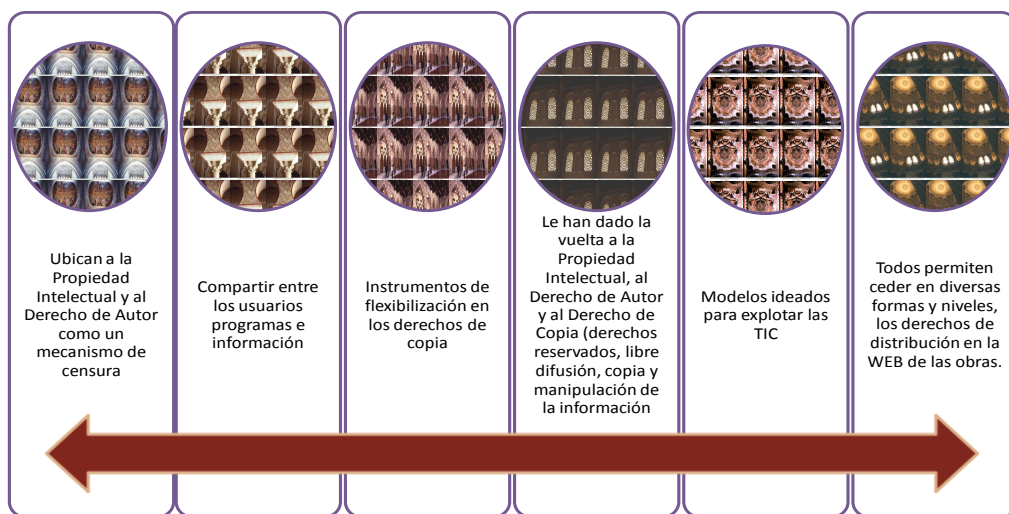 Ubican a la
Propiedad
Intelectual y al
Derecho de Autor
como un
mecanismo de
censura
Compartir entre
los usuarios
programas e
información
Instrumentos de
flexibilización en
los derechos de
copia
Le han dado la
vuelta a la
Propiedad
Intelectual, al
Derecho de Autor
y al Derecho de
Copia (derechos
reservados, libre
difusión, copia y
manipulación de
la información
Modelos ideados
para explotar las
TIC
Todos permiten
ceder en diversas
formas y niveles,
los derechos de
distribución en la
WEB de las obras.